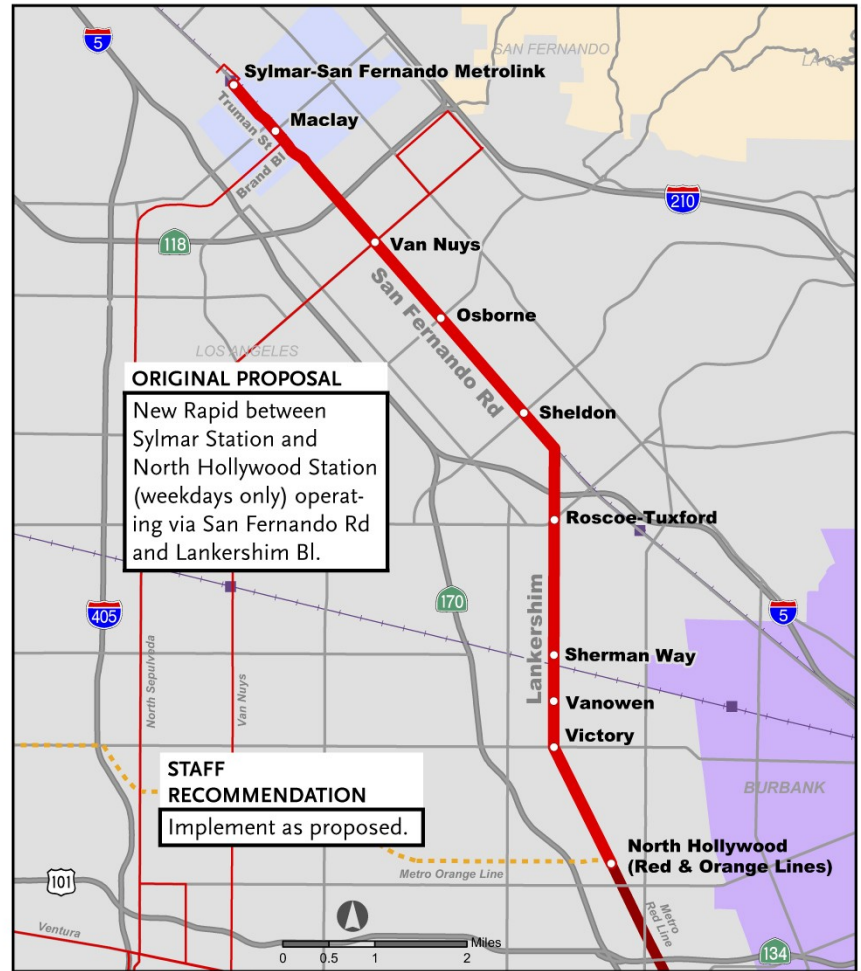 5
SAN FERNANDO
Sylmar-San Fernando Metrolink
Truman St
Maclay
Brand Bl
210
118
Van Nuys
San Fernando Rd
Osborne
LOS ANGELES
ORIGINAL PROPOSAL
New Rapid between
Sylmar Station and
North Hollywood Station
(weekdays only) operat-
ing via San Fernando Rd
and Lankershim Bl.
Sheldon
Roscoe-Tuxford
405
170
5
Lankershim
Sherman Way
North Sepulveda
Van Nuys
Vanowen
Victory
STAFF
RECOMMENDATION
Implement as proposed.
BURBANK
North Hollywood
(Red & Orange Lines)
Metro Orange Line
101
Metro
Red Line
Ventura
Miles
0 0.5 1 2
134